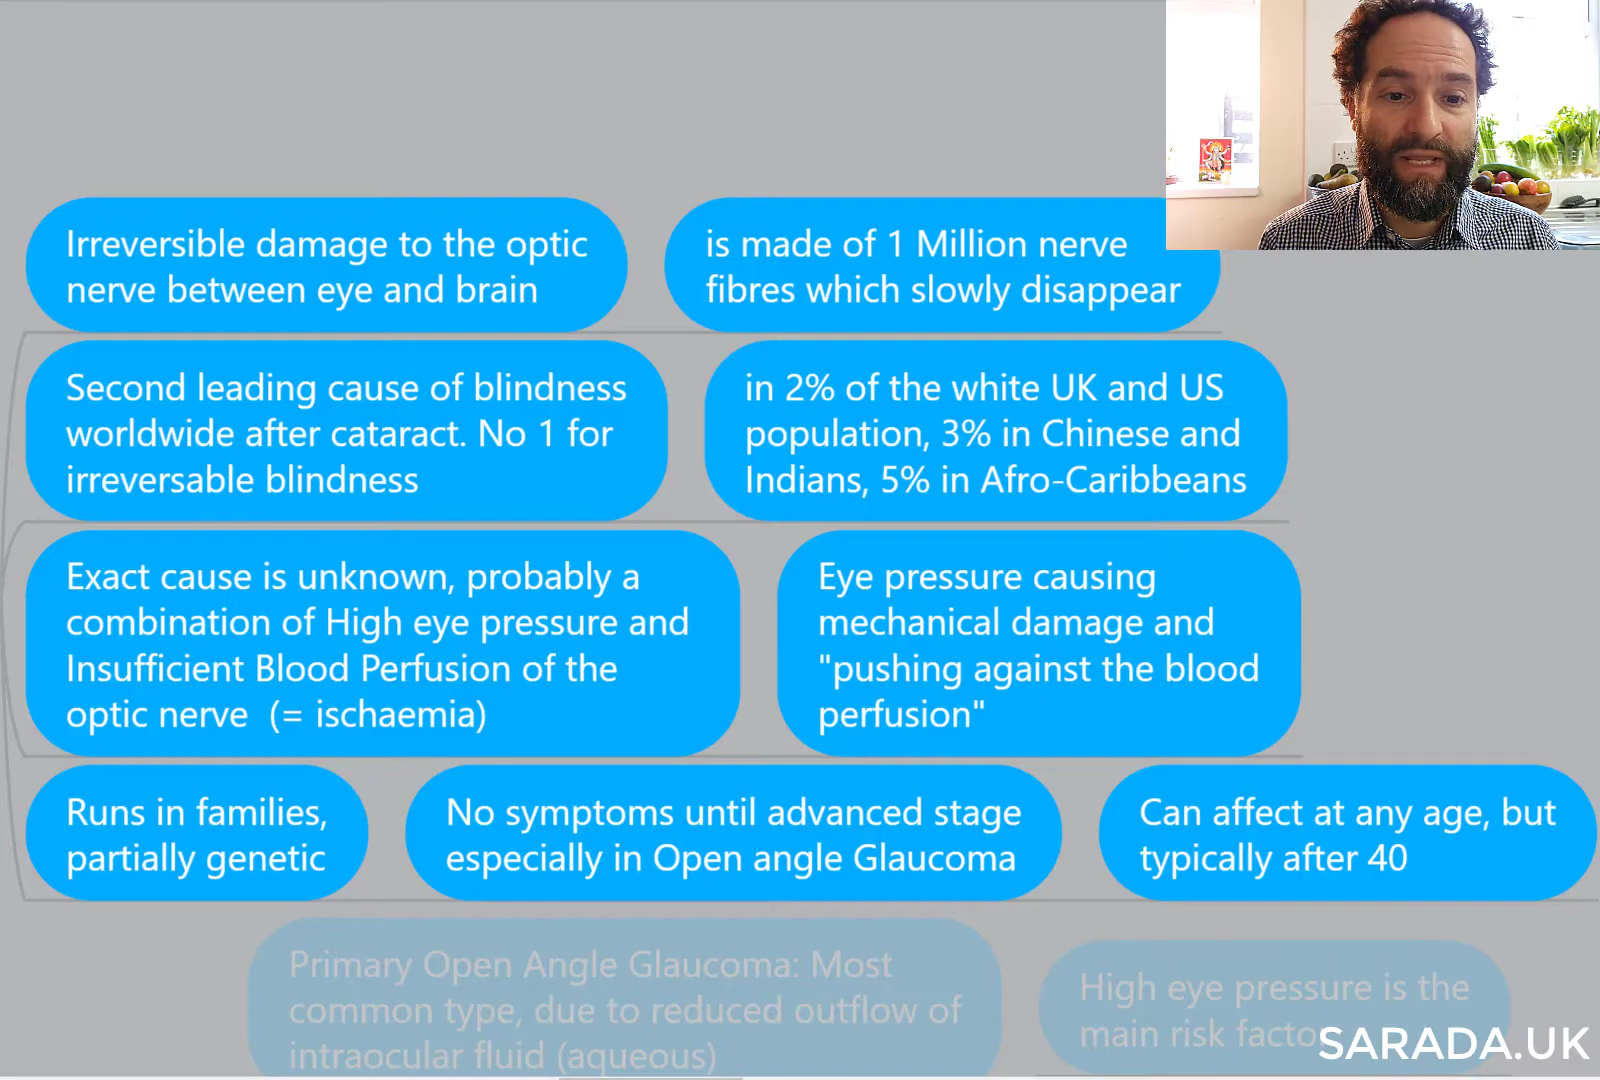 Irreversible damage to the optic
nerve between eye and brain
is made of 1 Million nerve
fibres which slowly disappear
Second leading cause of blindness
worldwide after cataract. No 1 for
irreversable blindness
in 2% of the white UK and US
population, 3% in Chinese and
Indians, 5% in Afro-Caribbeans
Exact cause is unknown, probably a
combination of High eye pressure and
Insufficient Blood Perfusion of the
optic nerve (= ischaemia)
Eye pressure causing
mechanical damage and
"pushing against the blood
perfusion"
Runs in families,
partially genetic
No symptoms until advanced stage
especially in Open angle Glaucoma
Can affect at any age, but
typically after 40
Primary Open Angle Glaucoma: Most
common type, due to reduced outflow of
intraocular fluid (aqueous)
High eye pressure is the
main risk facto
SARADA.UK